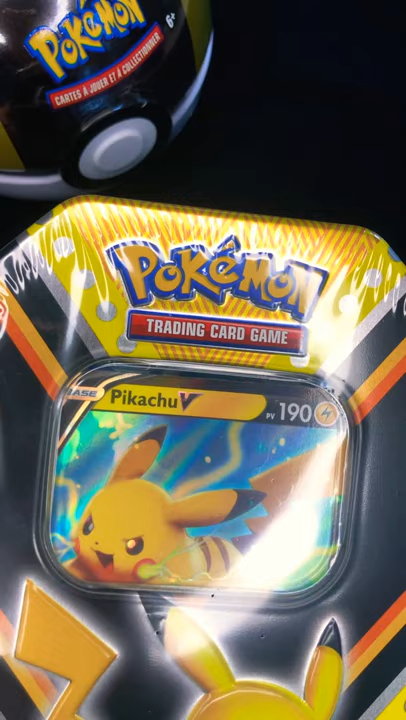 POKéMON
6+
CARTES À JOUER ET À COLLECTIONNER
POKéMON
TRADING CARD GAME
BASE Pikachu V PV 190